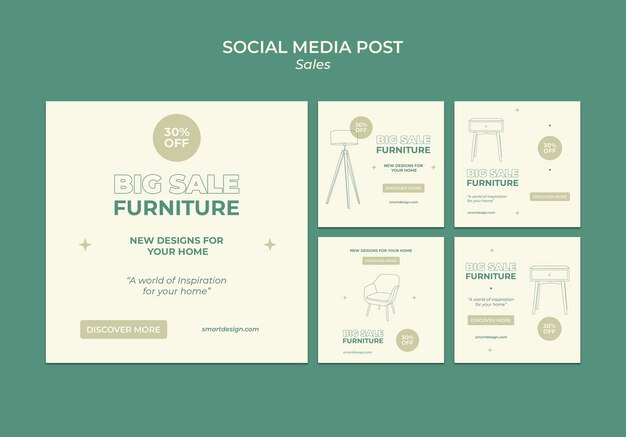 SOCIAL MEDIA POST
Sales
30%
OFF
BIG SALE
FURNITURE
NEW DESIGNS FOR
YOUR HOME
“A world of Inspiration
for your home”
DISCOVER MORE
smartdesign.com
30%
OFF
BIG SALE
FURNITURE
NEW DESIGNS FOR
YOUR HOME
DISCOVER MORE
smartdesign.com
30%
OFF
BIG SALE
FURNITURE
"A world of inspiration
for your home"
DISCOVER MORE
smartdesign.com
NEW DESIGNS FOR YOUR HOME
DISCOVER MORE
BIG SALE
FURNITURE
30%
OFF
smartdesign.com
BIG SALE
FURNITURE
"A world of inspiration
for your home"
DISCOVER MORE
30%
OFF
smartdesign.com